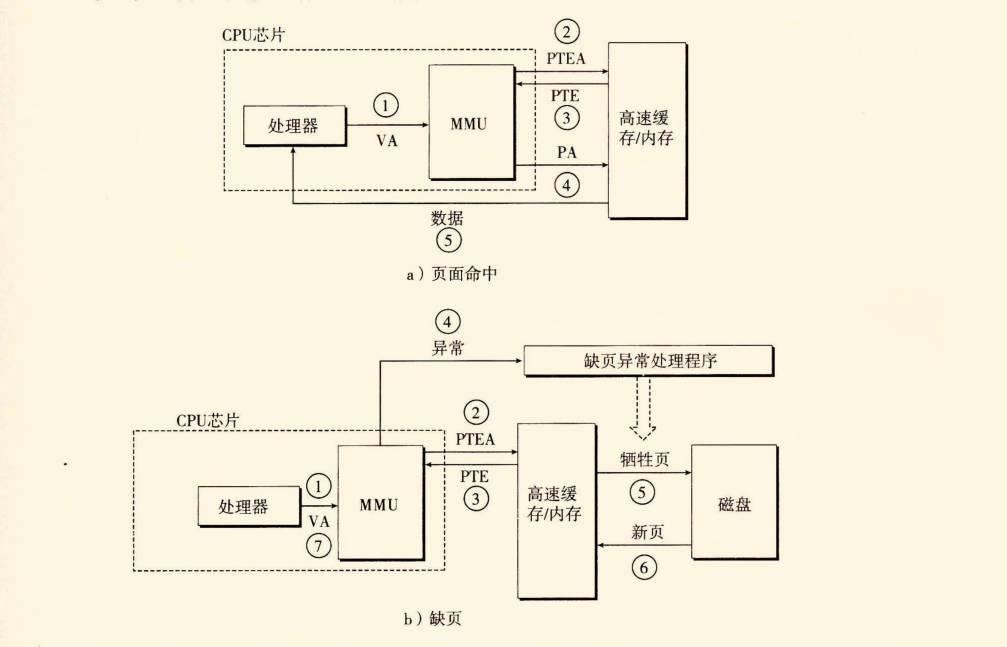 CPU芯片
②
PTEA
①
处理器
VA
MMU
PTE
③
高速缓
存/内存
PA
④
数据
⑤
a）页面命中
④
异常
缺页异常处理程序
CPU芯片
②
PTEA
牺牲页
①
PTE
⑤
处理器
MMU
③
高速缓
存/内存
磁盘
VA
⑦
新页
⑥
b）缺页